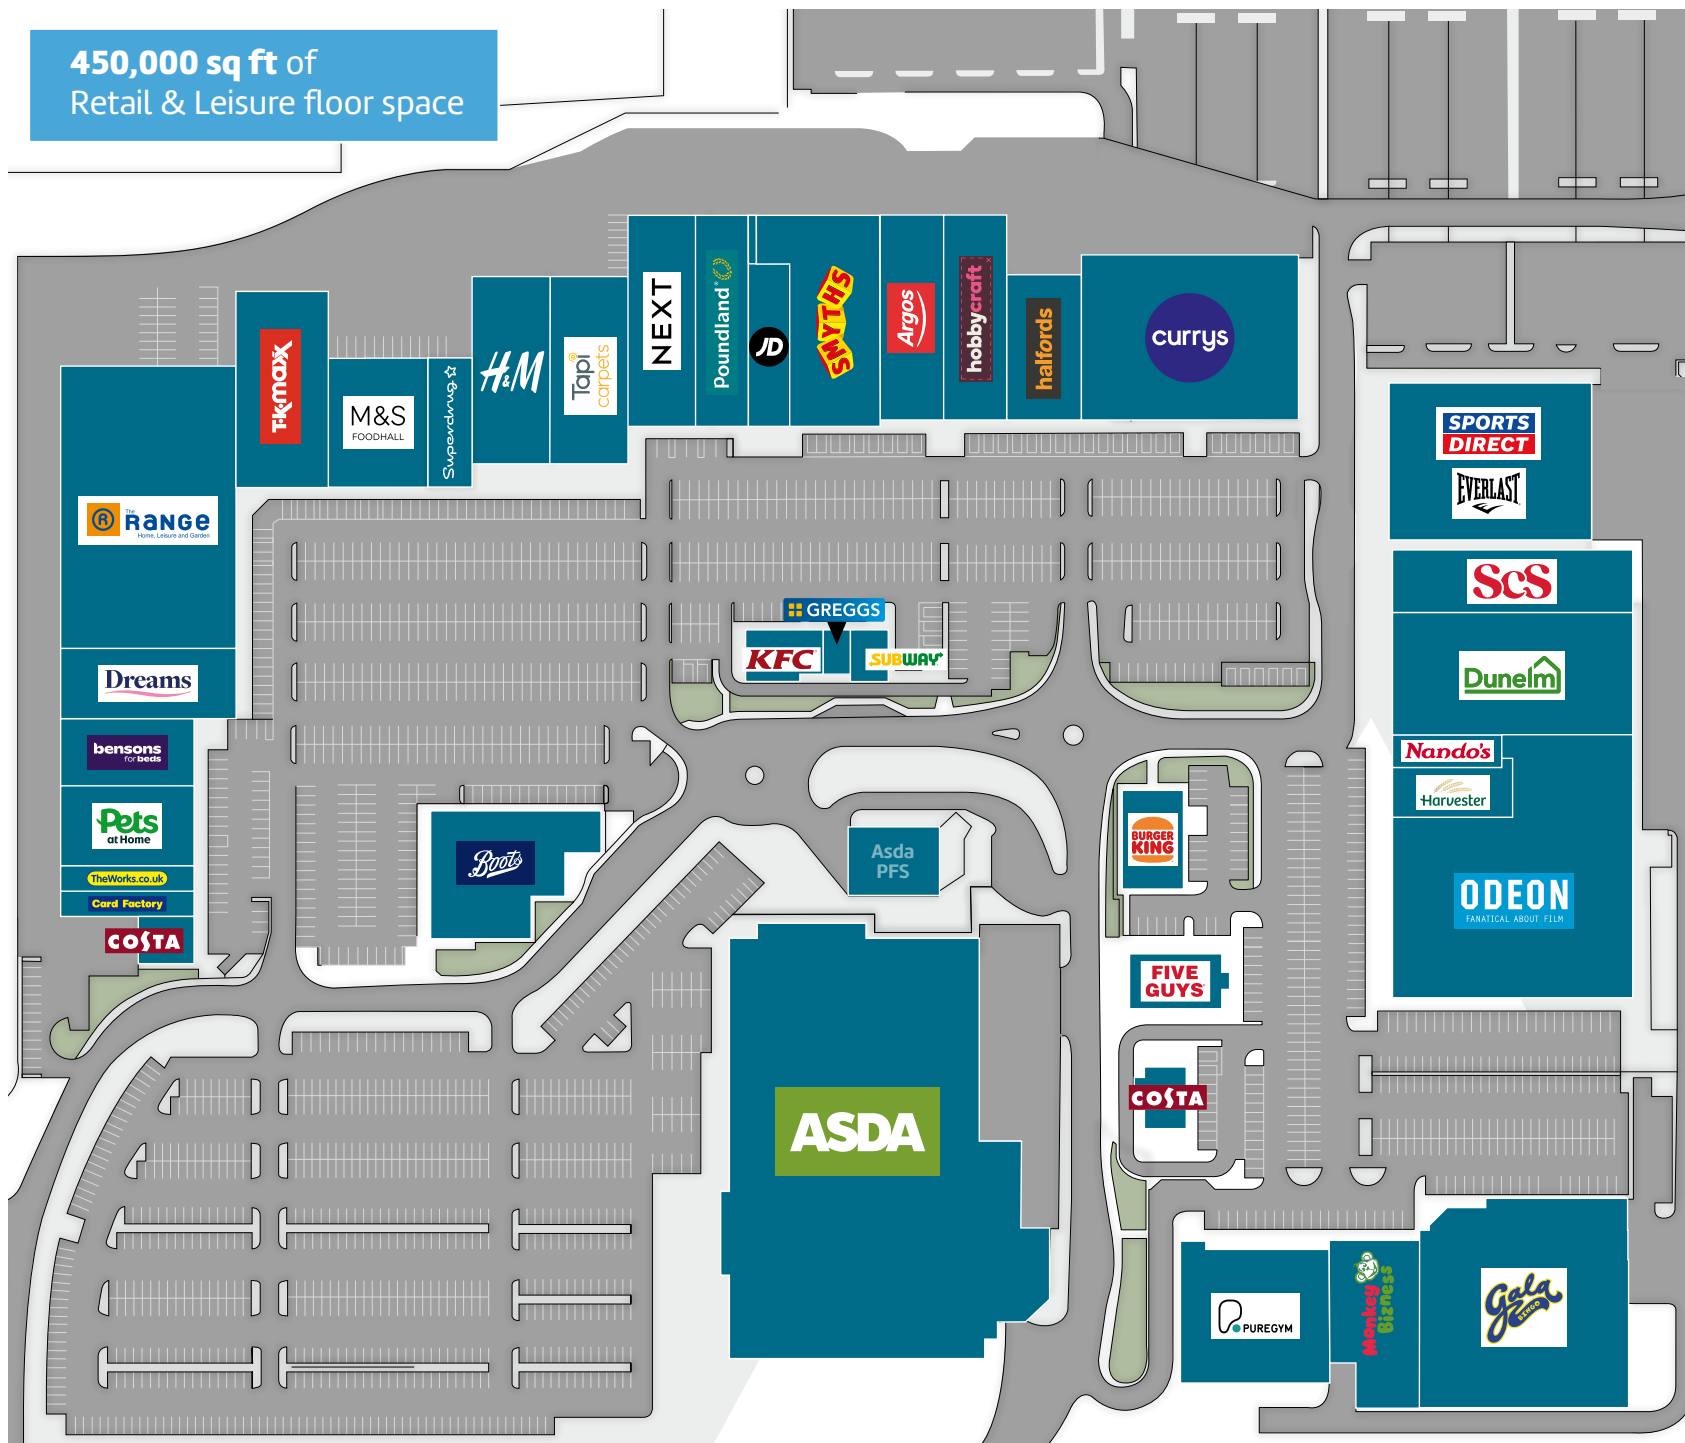 450,000 sq ft of
Retail & Leisure floor space
T·K·maxx
M&S
FOODHALL
Superdrug
H&M
Tapi
carpets
NEXT
Poundland
JD
SMYTHS
Argos
hobbycraft
halfords
currys
SPORTS
DIRECT
EVERLAST
The
RANGE
Home, Leisure and Garden
ScS
GREGGS
KFC
SUBWAY
Dreams
Dunelm
bensons
for beds
Nando's
Harvester
Pets
at Home
BURGER
KING
Boots
Asda
PFS
TheWorks.co.uk
Card Factory
ODEON
FANATICAL ABOUT FILM
COSTA
FIVE
GUYS
COSTA
ASDA
PUREGYM
Monkey
Bizness
Gala
BINGO